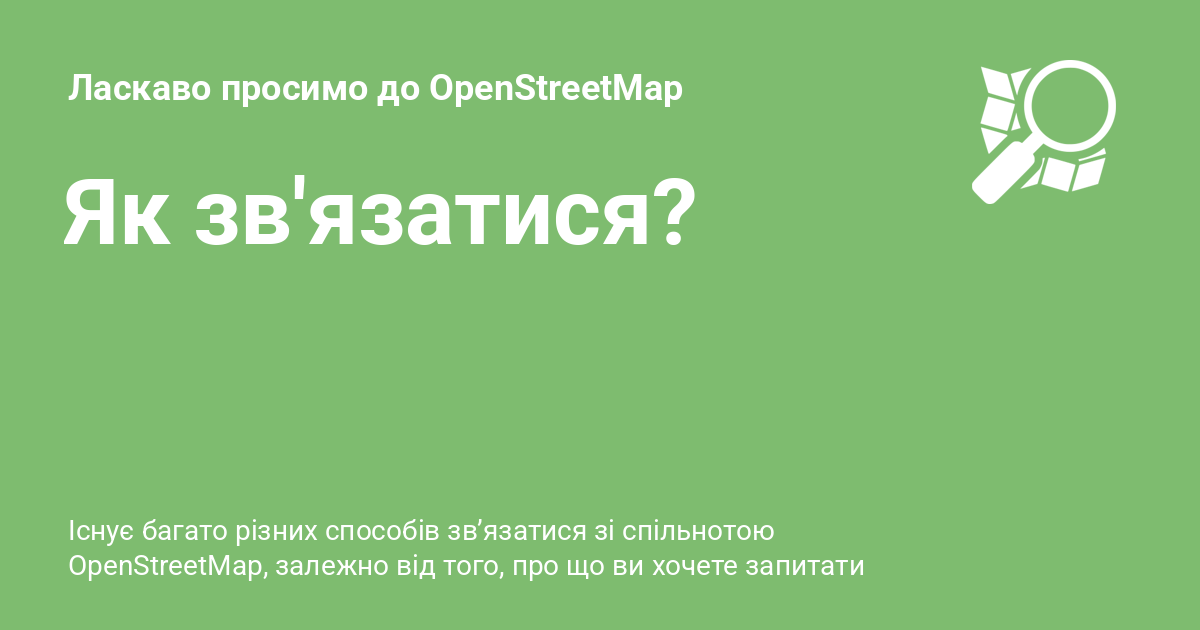 Ласкаво просимо до OpenStreetMap
Як зв'язатися?
Існує багато різних способів зв’язатися зі спільнотою
OpenStreetMap, залежно від того, про що ви хочете запитати